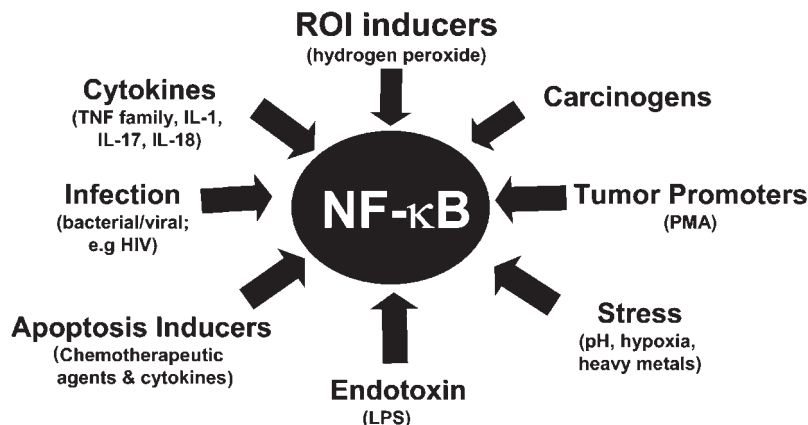 ROI inducers
(hydrogen peroxide)
Cytokines
(TNF family, IL-1,
IL-17, IL-18)
Carcinogens
Infection
(bacterial/viral;
e.g HIV)
NF-κB
Tumor Promoters
(PMA)
Apoptosis Inducers
(Chemotherapeutic
agents & cytokines)
Stress
(pH, hypoxia,
heavy metals)
Endotoxin
(LPS)